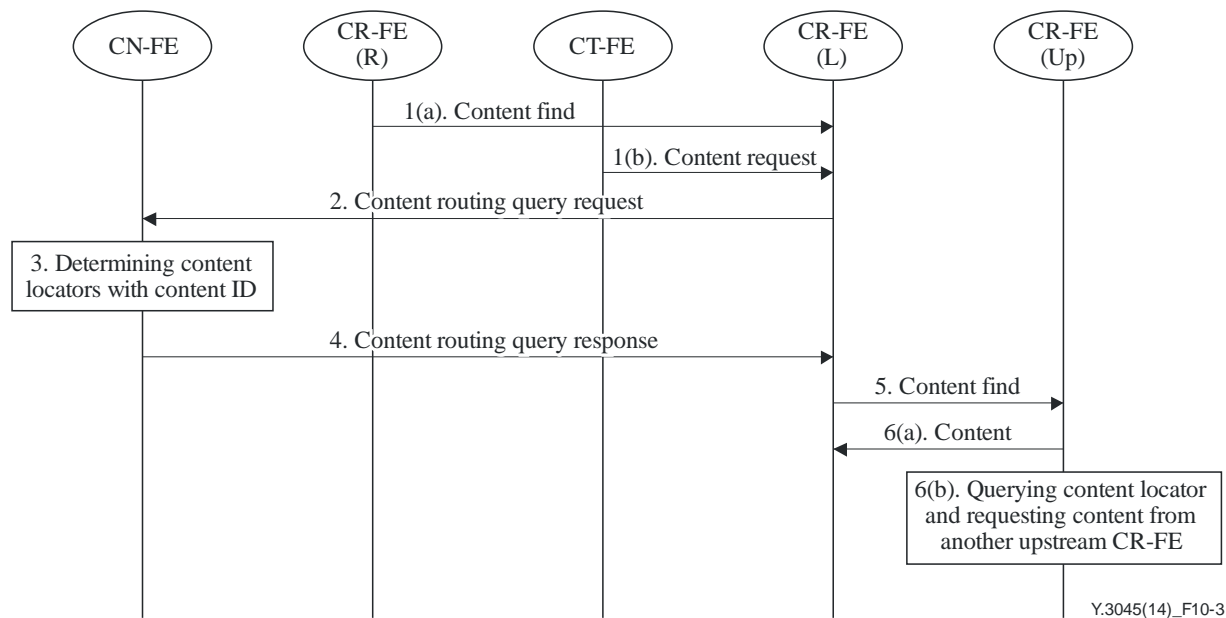 CN-FE
CR-FE
(R)
CT-FE
CR-FE
(L)
CR-FE
(Up)
1(a). Content find
1(b). Content request
2. Content routing query request
3. Determining content
locators with content ID
4. Content routing query response
5. Content find
6(a). Content
6(b). Querying content locator
and requesting content from
another upstream CR-FE
Y.3045(14)_F10-3